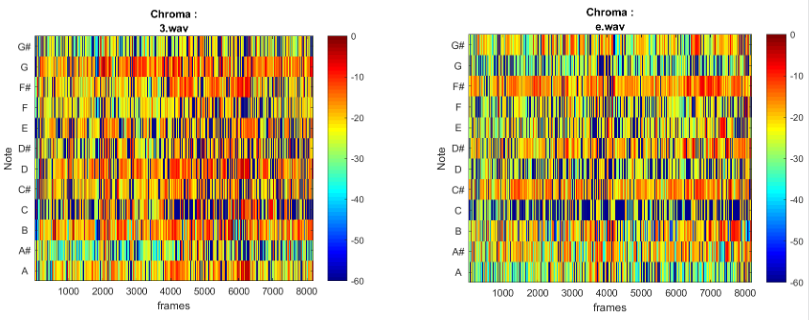 Chroma :
3.wav
G#
G
F#
F
E
D#
D
C#
C
B
A#
A
Note
1000 2000 3000 4000 5000 6000 7000 8000
frames
0
-10
-20
-30
-40
-50
-60
Chroma :
e.wav
G#
G
F#
F
E
D#
D
C#
C
B
A#
A
Note
1000 2000 3000 4000 5000 6000 7000 8000
frames
0
-10
-20
-30
-40
-50
-60